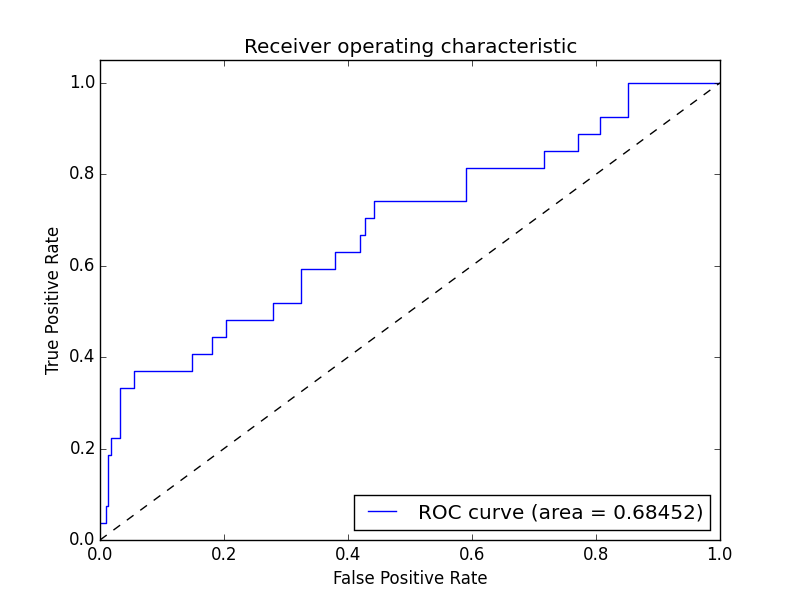 Receiver operating characteristic
1.0
0.8
0.6
0.4
0.2
0.0
True Positive Rate
ROC curve (area = 0.68452)
0.0 0.2 0.4 0.6 0.8 1.0
False Positive Rate